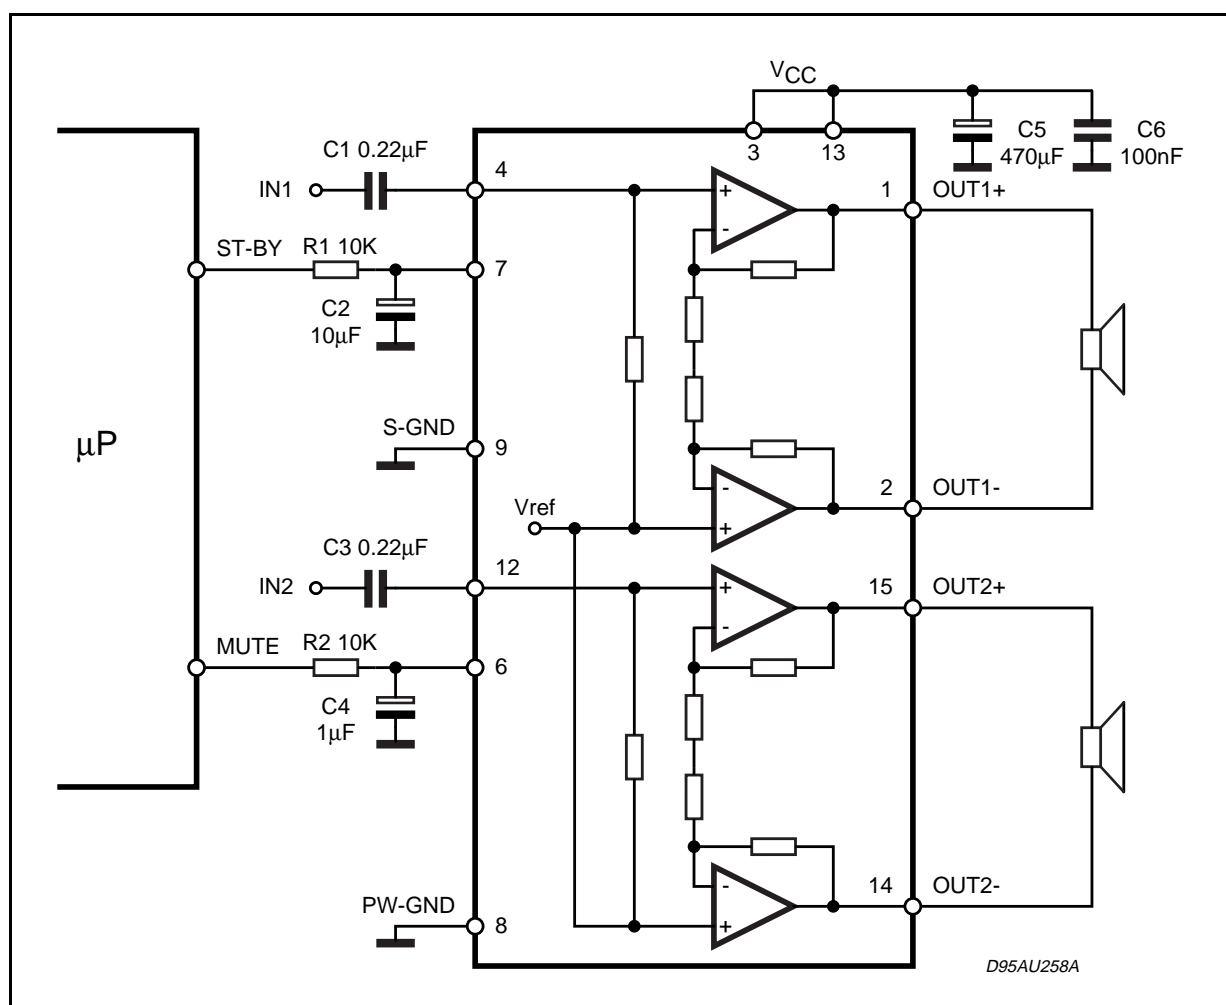 VCC
3
13
C5
470μF
C6
100nF
C1 0.22μF
IN1
4
+
-
1
OUT1+
ST-BY
R1 10K
7
C2
10μF
μP
S-GND
9
-
+
2
OUT1-
Vref
C3 0.22μF
IN2
12
+
-
15
OUT2+
MUTE
R2 10K
6
C4
1μF
-
+
14
OUT2-
PW-GND
8
D95AU258A